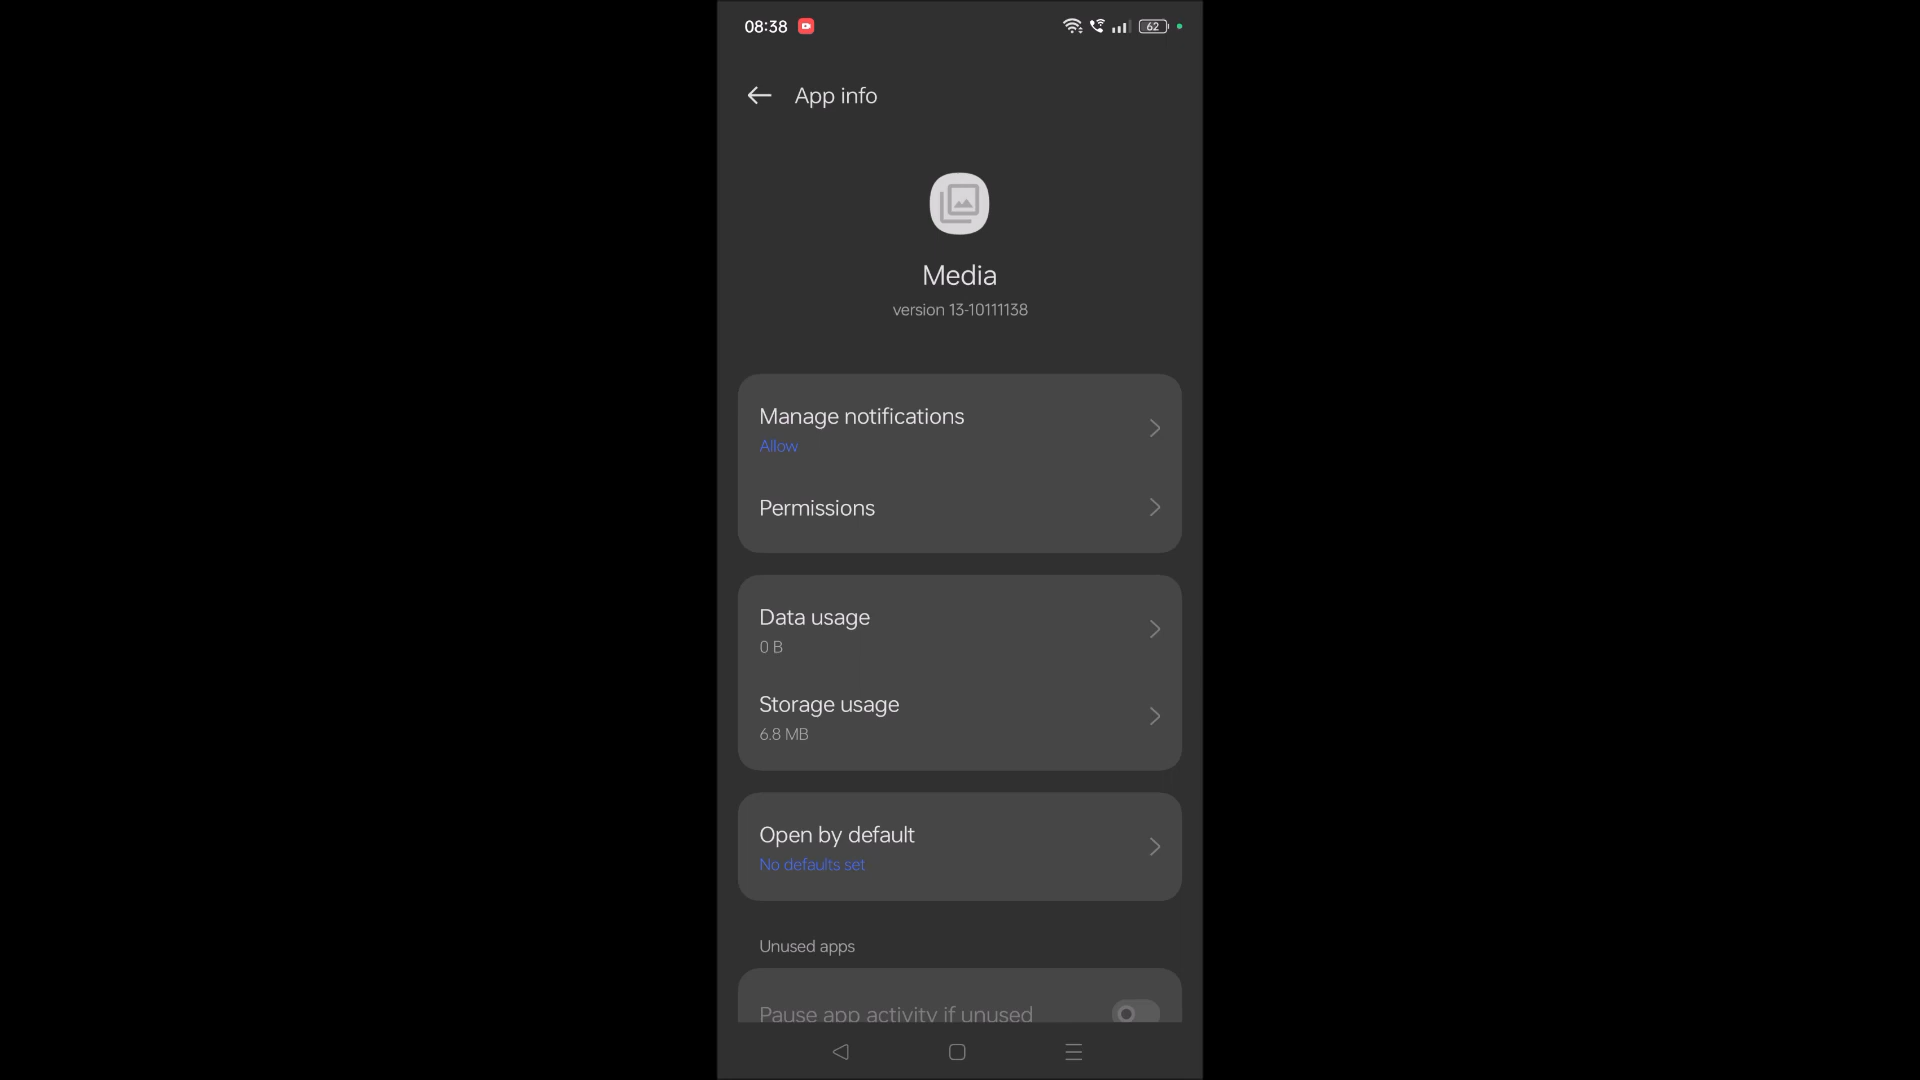 08:38
62
App info
Media
version 13-10111138
Manage notifications
Allow
Permissions
Data usage
0 B
Storage usage
6.8 MB
Open by default
No defaults set
Unused apps
Pause app activity if unused